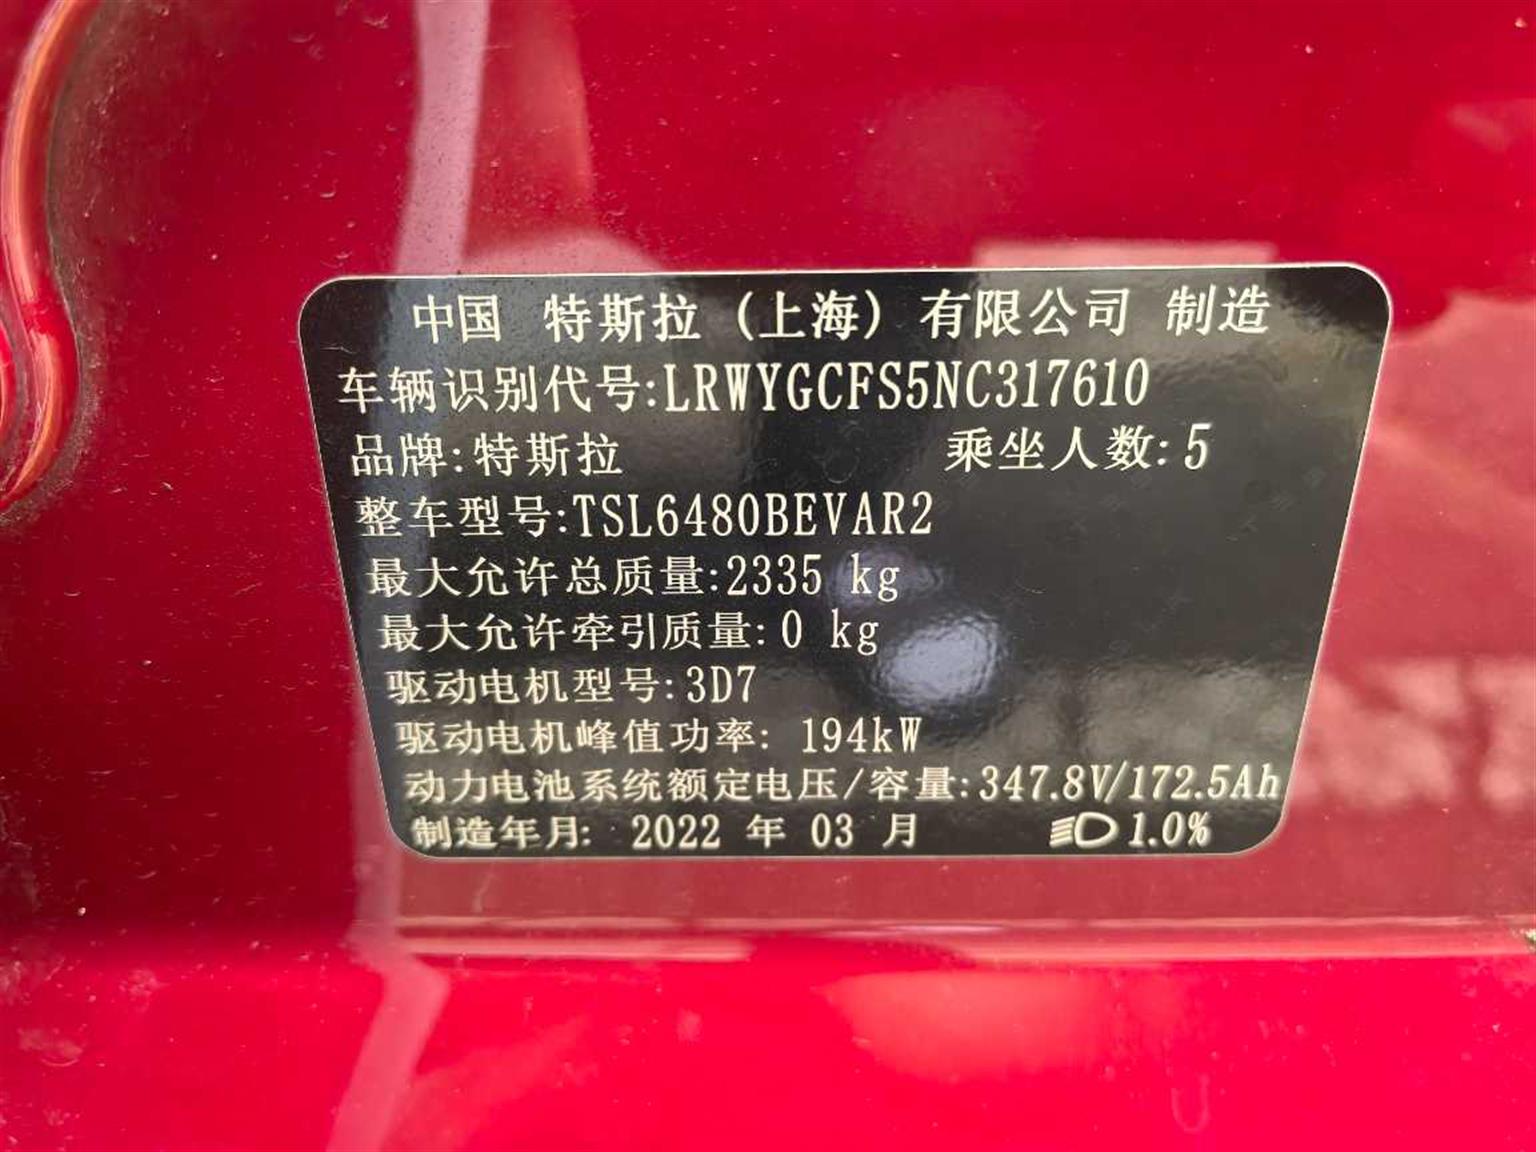 中国 特斯拉 (上海) 有限公司 制造
车辆识别代号:LRWYGCFS5NC317610
品牌:特斯拉 乘坐人数:5
整车型号:TSL6480BEVAR2
最大允许总质量:2335 kg
最大允许牵引质量:0 kg
驱动电机型号:3D7
驱动电机峰值功率: 194kW
动力电池系统额定电压/容量:347.8V/172.5Ah
制造年月: 2022 年 03 月 1.0%